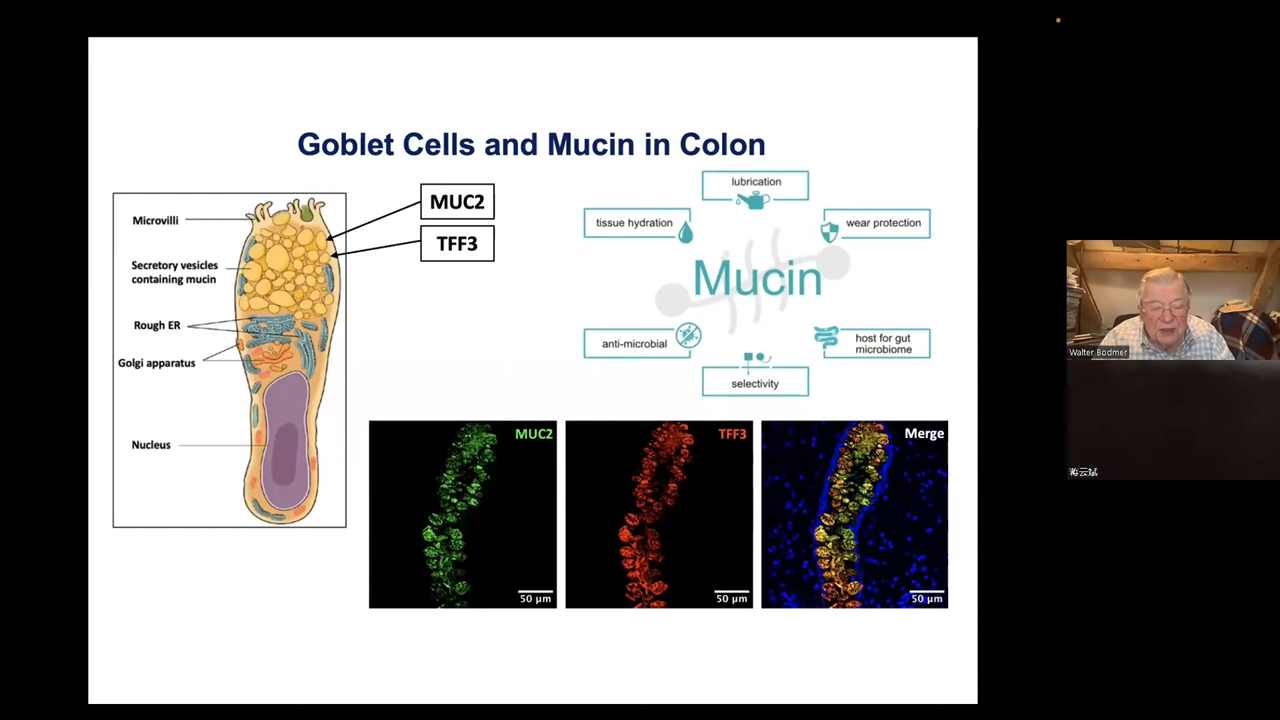 Goblet Cells and Mucin in Colon
Microvilli
Secretory vesicles
containing mucin
Rough ER
Golgi apparatus
Nucleus
MUC2
TFF3
lubrication
tissue hydration
wear protection
Mucin
anti-microbial
host for gut
microbiome
selectivity
MUC2
50 μm
TFF3
50 μm
Merge
50 μm
Walter Bodmer
蒋云斌